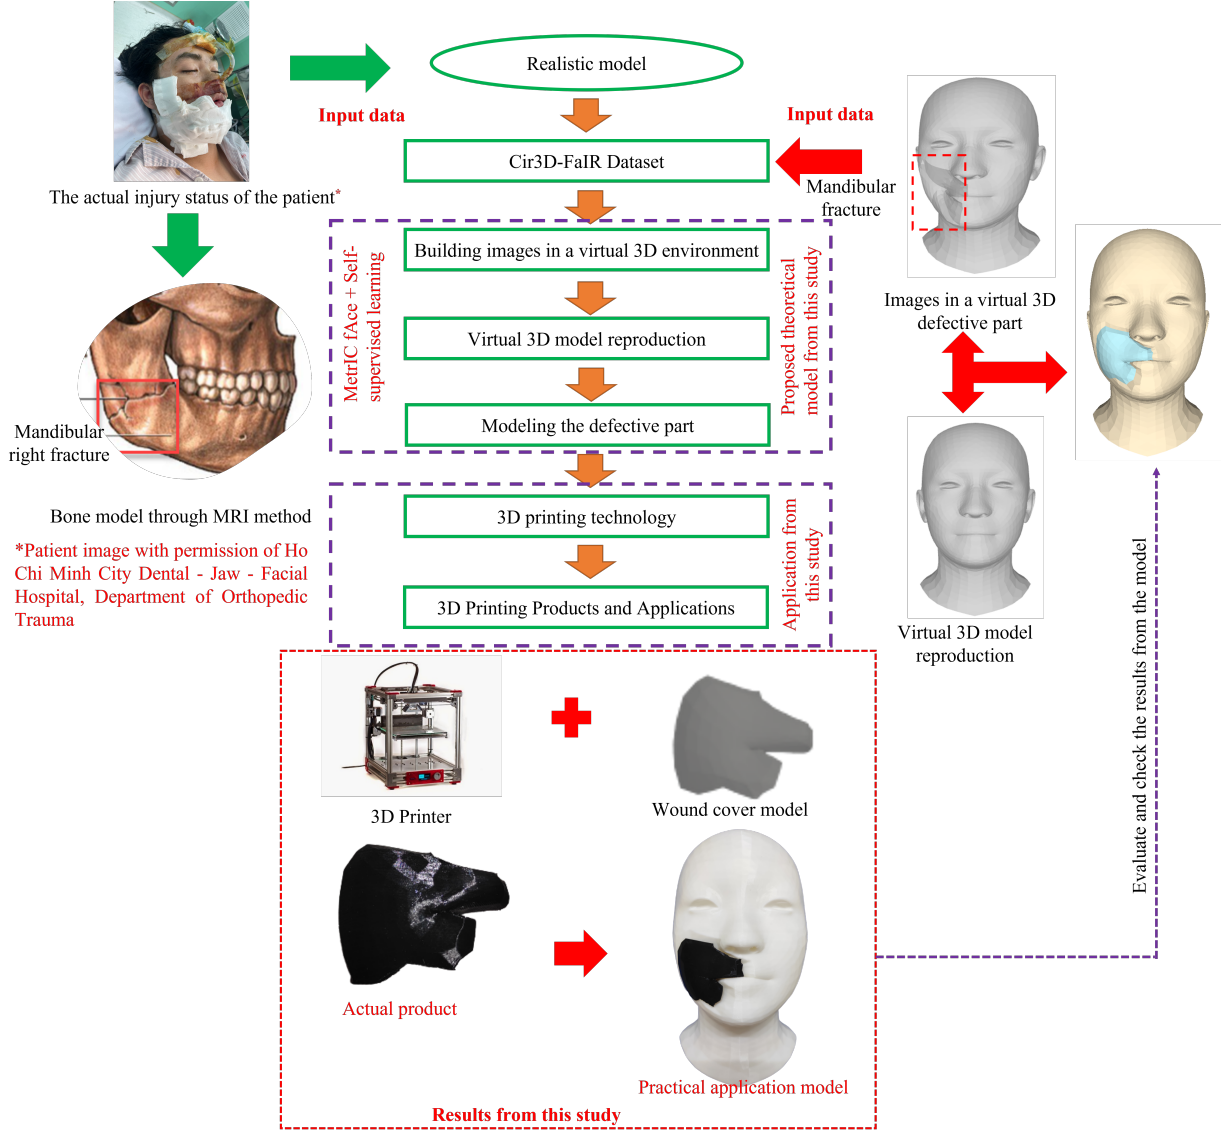 Realistic model
Input data
Input data
Cir3D-FaIR Dataset
Mandibular
fracture
The actual injury status of the patient*
Building images in a virtual 3D environment
MetrIC fAce + Self-
supervised learning
Proposed theoretical
model from this study
Virtual 3D model reproduction
Images in a virtual 3D
defective part
Modeling the defective part
Mandibular
right fracture
3D printing technology
Bone model through MRI method
*Patient image with permission of Ho
Chi Minh City Dental - Jaw - Facial
Hospital, Department of Orthopedic
Trauma
Application from
this study
3D Printing Products and Applications
Virtual 3D model
reproduction
Evaluate and check the results from the model
3D Printer
Wound cover model
Actual product
Practical application model
Results from this study